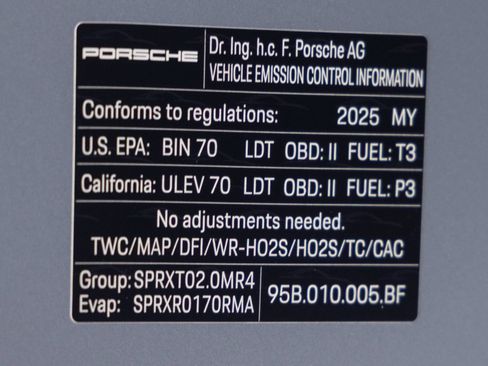 PORSCHE
Dr. Ing. h.c. F. Porsche AG
VEHICLE EMISSION CONTROL INFORMATION
Conforms to regulations: 2025 MY
U.S. EPA: BIN 70 LDT OBD: II FUEL: T3
California: ULEV 70 LDT OBD: II FUEL: P3
No adjustments needed.
TWC/MAP/DFI/WR-HO2S/HO2S/TC/CAC
Group: SPRXT02.0MR4
Evap: SPRXR0170RMA
95B.010.005.BF